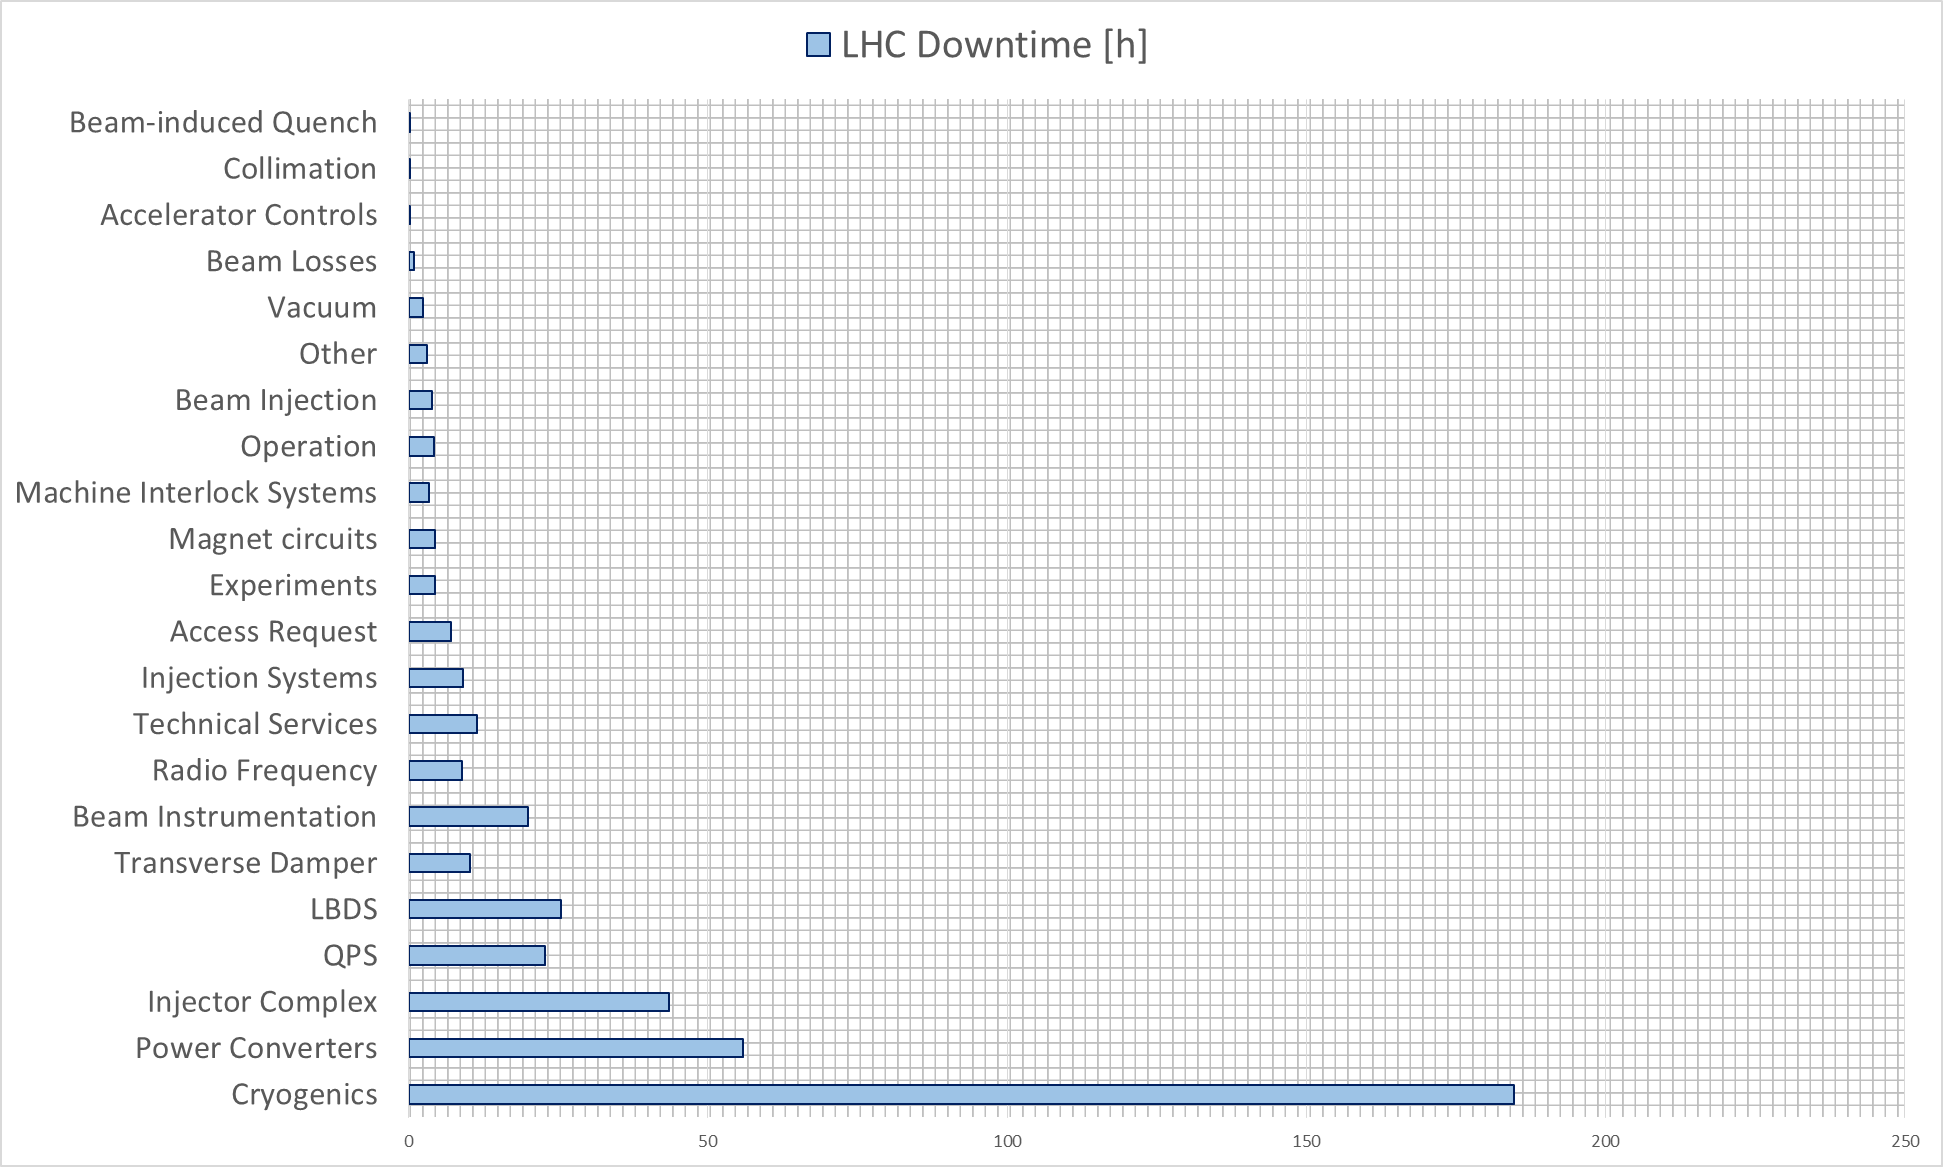 LHC Downtime [h]
Beam-induced Quench
Collimation
Accelerator Controls
Beam Losses
Vacuum
Other
Beam Injection
Operation
Machine Interlock Systems
Magnet circuits
Experiments
Access Request
Injection Systems
Technical Services
Radio Frequency
Beam Instrumentation
Transverse Damper
LBDS
QPS
Injector Complex
Power Converters
Cryogenics
0 50 100 150 200 250